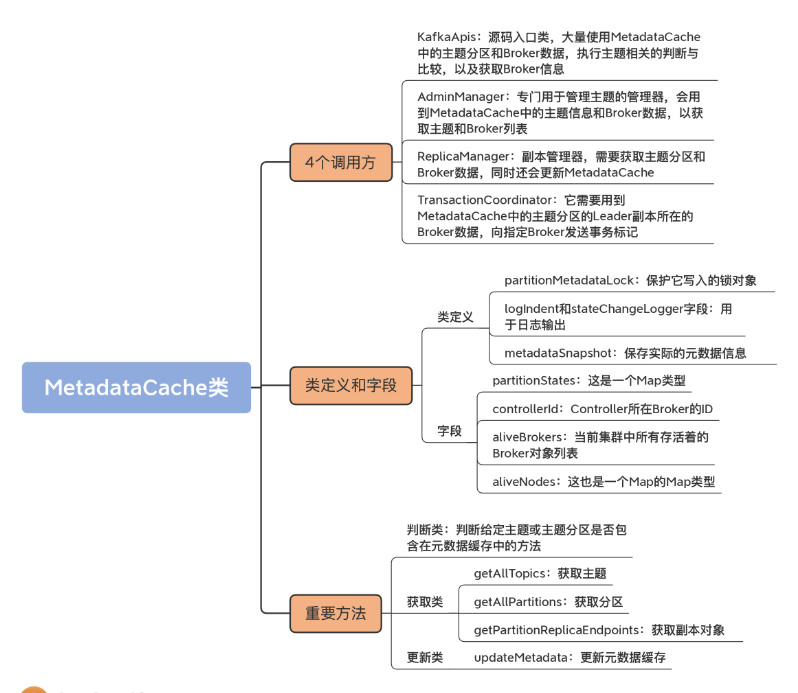 KafkaApis：源码入口类，大量使用MetadataCache
中的主题分区和Broker数据，执行主题相关的判断与
比较，以及获取Broker信息
AdminManager：专门用于管理主题的管理器，会用
到MetadataCache中的主题信息和Broker数据，以获
取主题和Broker列表
4个调用方
ReplicaManager：副本管理器，需要获取主题分区和
Broker数据，同时还会更新MetadataCache
TransactionCoordinator：它需要用到
MetadataCache中的主题分区的Leader副本所在的
Broker数据，向指定Broker发送事务标记
partitionMetadataLock：保护它写入的锁对象
类定义
logIndent和stateChangeLogger字段：用
于日志输出
metadataSnapshot：保存实际的元数据信息
MetadataCache类
类定义和字段
partitionStates：这是一个Map类型
controllerId：Controller所在Broker的ID
字段
aliveBrokers：当前集群中所有存活着的
Broker对象列表
aliveNodes：这也是一个Map的Map类型
判断类：判断给定主题或主题分区是否包
含在元数据缓存中的方法
getAllTopics：获取主题
重要方法
获取类
getAllPartitions：获取分区
getPartitionReplicaEndpoints：获取副本对象
更新类
updateMetadata：更新元数据缓存